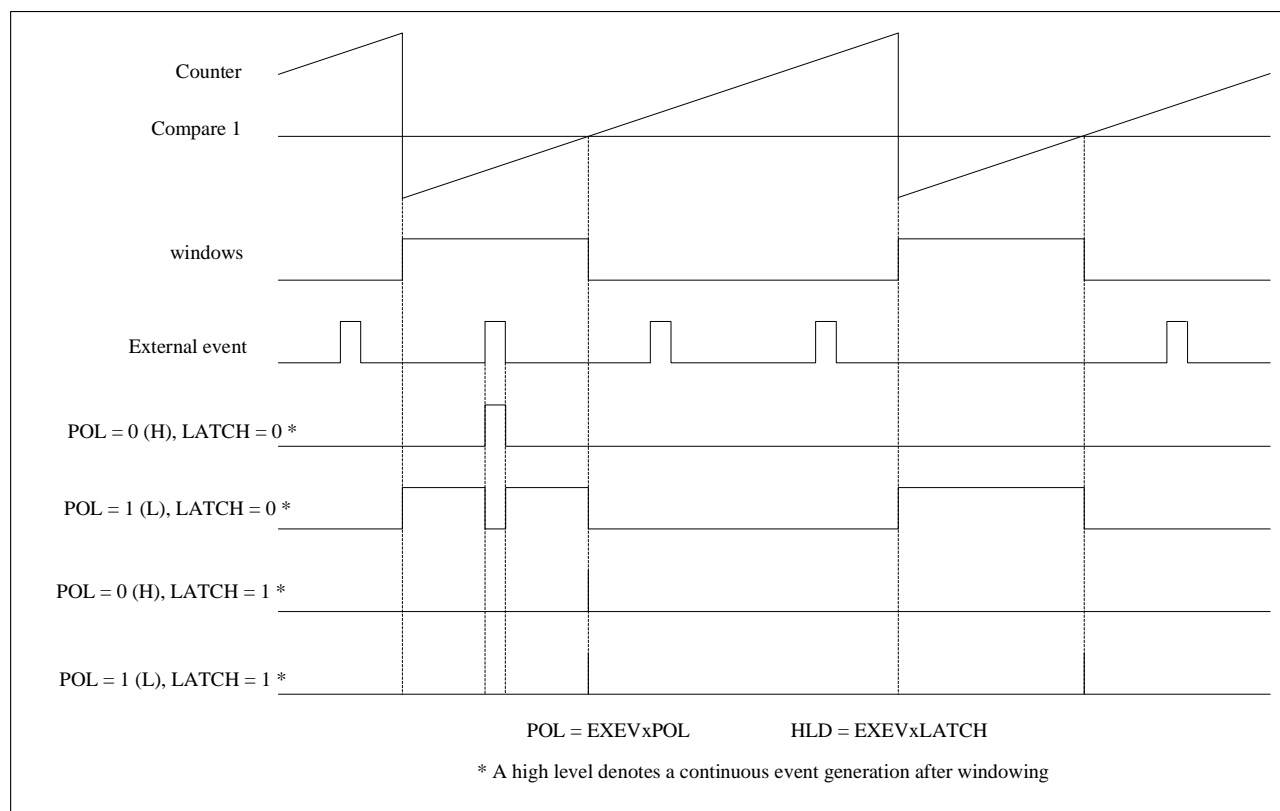 Counter
Compare 1
windows
External event
POL = 0 (H), LATCH = 0 *
POL = 1 (L), LATCH = 0 *
POL = 0 (H), LATCH = 1 *
POL = 1 (L), LATCH = 1 *
POL = EXEVxPOL HLD = EXEVxLATCH
* A high level denotes a continuous event generation after windowing